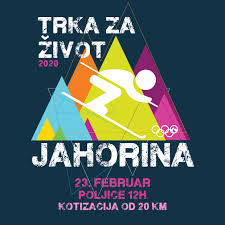 TRKA ZA
ŽIVOT
2020
JAHORINA
23. FEBRUAR
POLJICE 12H
KOTIZACIJA OD 20 KM